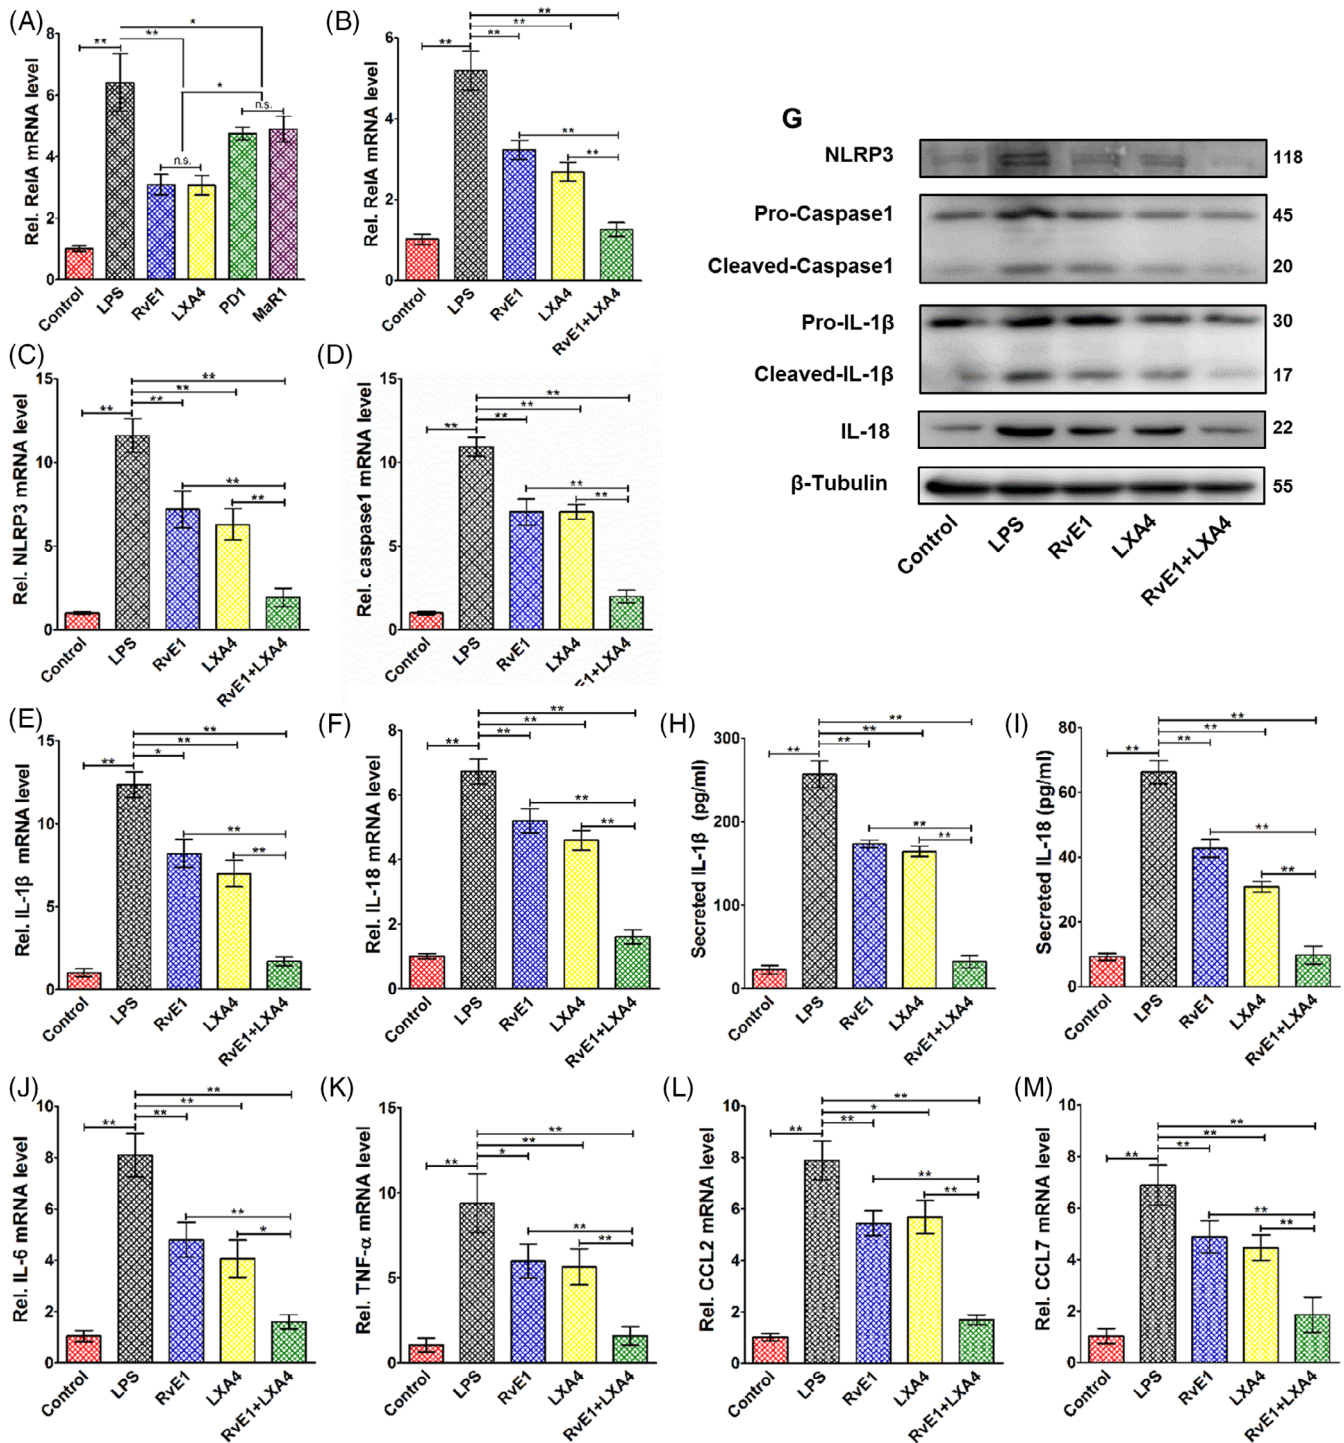 (A)
Rel. RelA mRNA level
8
6
4
2
0
**
**
*
*
n.s.
n.s.
Control
LPS
RvE1
LXA4
PD1
MaR1
(B)
Rel. RelA mRNA level
6
4
2
0
**
**
**
**
**
**
Control
LPS
RvE1
LXA4
RvE1+LXA4
G
NLRP3
118
Pro-Caspase1
45
Cleaved-Caspase1
20
Pro-IL-1β
30
Cleaved-IL-1β
17
IL-18
22
β-Tubulin
55
Control
LPS
RvE1
LXA4
RvE1+LXA4
(C)
Rel. NLRP3 mRNA level
15
10
5
0
**
**
**
**
**
**
Control
LPS
RvE1
LXA4
RvE1+LXA4
(D)
Rel. caspase1 mRNA level
15
10
5
0
**
**
**
**
**
**
Control
LPS
RvE1
LXA4
RvE1+LXA4
(E)
Rel. IL-1β mRNA level
15
10
5
0
**
**
*
**
**
**
Control
LPS
RvE1
LXA4
RvE1+LXA4
(F)
Rel. IL-18 mRNA level
8
6
4
2
0
**
**
**
**
**
**
Control
LPS
RvE1
LXA4
RvE1+LXA4
(H)
Secreted IL-1β (pg/ml)
300
200
100
0
**
**
**
**
**
**
Control
LPS
RvE1
LXA4
RvE1+LXA4
(I)
Secreted IL-18 (pg/ml)
80
60
40
20
0
**
**
**
**
**
**
Control
LPS
RvE1
LXA4
RvE1+LXA4
(J)
Rel. IL-6 mRNA level
10
8
6
4
2
0
**
**
**
**
**
*
Control
LPS
RvE1
LXA4
RvE1+LXA4
(K)
Rel. TNF-α mRNA level
15
10
5
0
**
**
*
**
**
**
Control
LPS
RvE1
LXA4
RvE1+LXA4
(L)
Rel. CCL2 mRNA level
10
8
6
4
2
0
**
*
**
**
**
**
Control
LPS
RvE1
LXA4
RvE1+LXA4
(M)
Rel. CCL7 mRNA level
10
8
6
4
2
0
**
**
**
**
**
**
Control
LPS
RvE1
LXA4
RvE1+LXA4